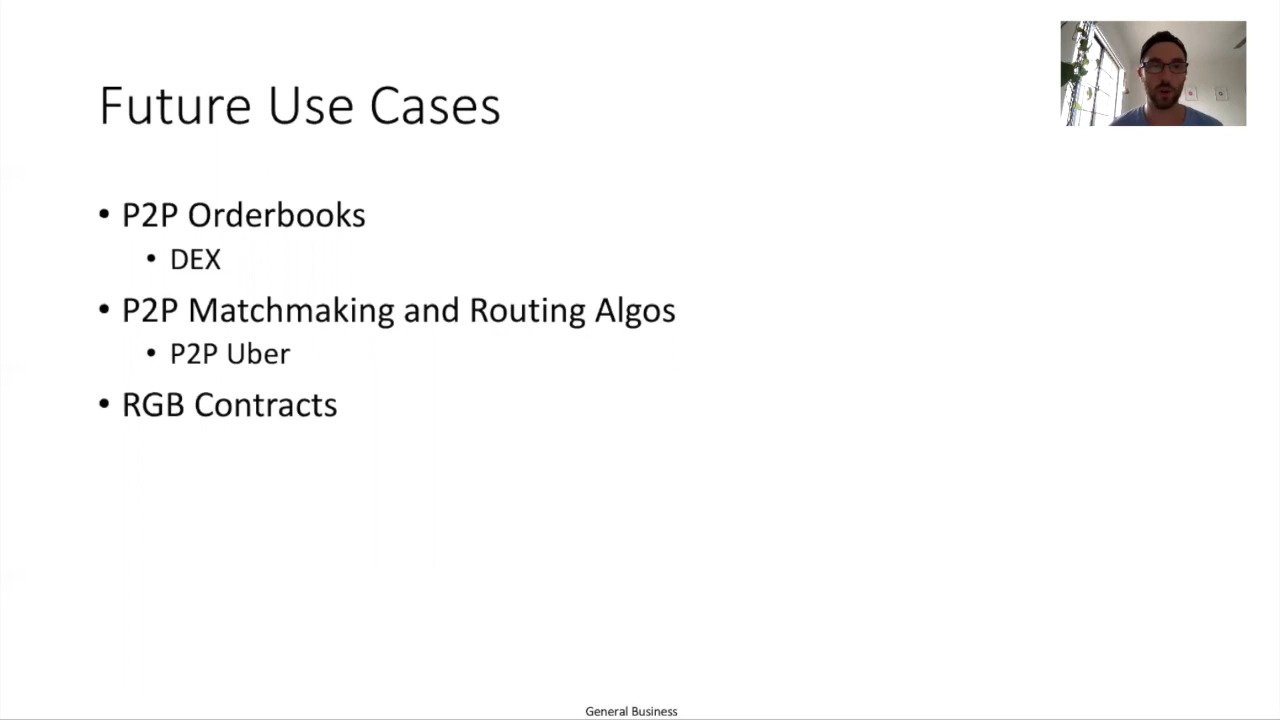 Future Use Cases
• P2P Orderbooks
• DEX
• P2P Matchmaking and Routing Algos
• P2P Uber
• RGB Contracts
General Business